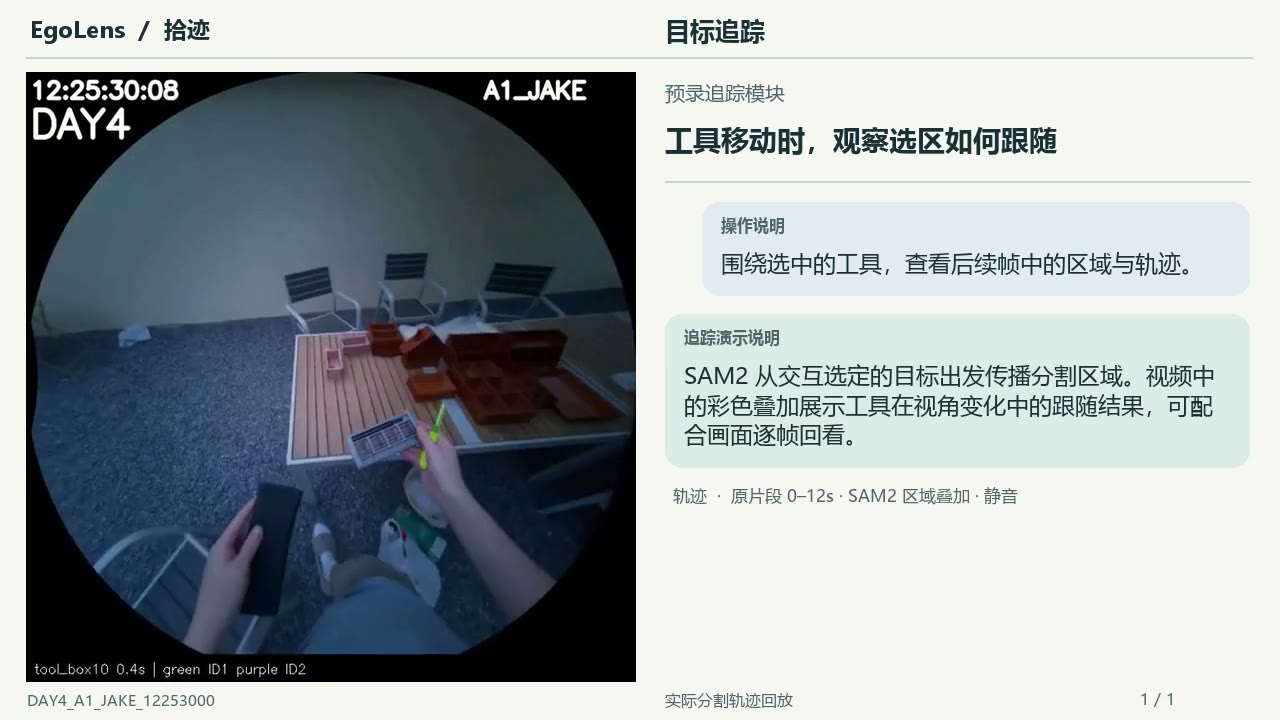 EgoLens / 拾迹
目标追踪
12:25:30:08
A1_JAKE
DAY4
tool_box10 0.4s | green ID1 purple ID2
DAY4_A1_JAKE_12253000
预录追踪模块
工具移动时，观察选区如何跟随
操作说明
围绕选中的工具，查看后续帧中的区域与轨迹。
追踪演示说明
SAM2 从交互选定的目标出发传播分割区域。视频中
的彩色叠加展示工具在视角变化中的跟随结果，可配
合画面逐帧回看。
轨迹 · 原片段 0–12s · SAM2 区域叠加 · 静音
实际分割轨迹回放
1 / 1